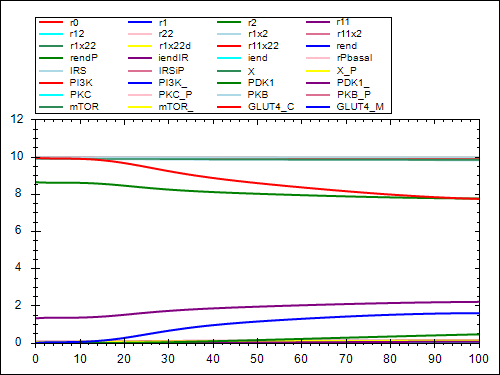 r0 r1 r2 r11
r12 r22 r1x2 r11x2
r1x22 r1x22d r11x22 rend
rendP iendIR iend rPbasal
IRS IRSiP X X_P
PI3K PI3K_ PDK1 PDK1_
PKC PKC_P PKB PKB_P
mTOR mTOR_ GLUT4_C GLUT4_M
12
10
8
6
4
2
0
0 10 20 30 40 50 60 70 80 90 100